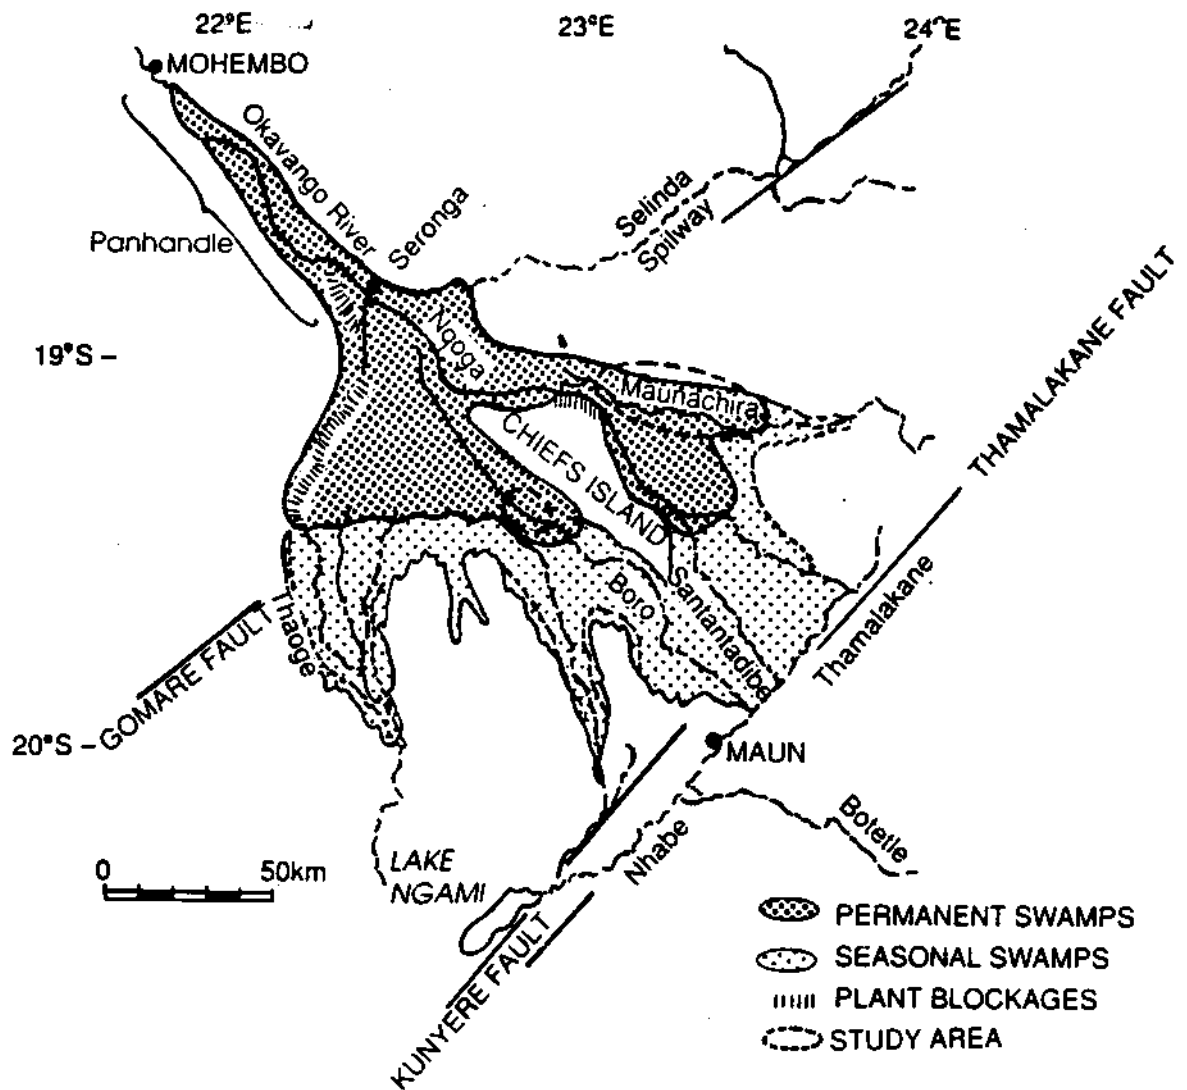 22°E
23°E
24°E
MOHEMBO
Okavango River
Panhandle
Seronga
Selinda
Spilway
19°S
Nqoga
Maunachira
CHIEFS ISLAND
THAMALAKANE FAULT
Boro
Santantadibe
Thamalakane
Thaoge
GOMARE FAULT
20°S
MAUN
Nhabe
Botetle
LAKE
NGAMI
0 50km
KUNYERE FAULT
PERMANENT SWAMPS
SEASONAL SWAMPS
PLANT BLOCKAGES
STUDY AREA